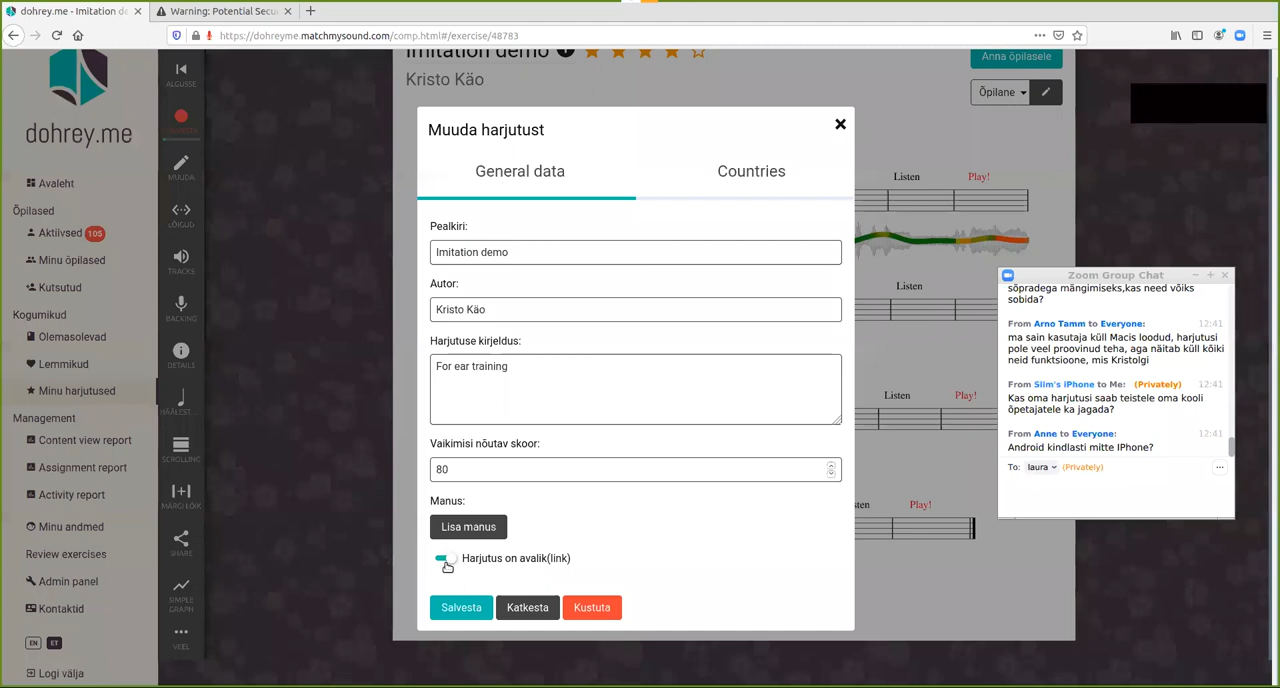 dohrey.me - Imitation de
Warning: Potential Secu
https://dohreyme.matchmysound.com/comp.html#/exercise/48783
dohrey.me
Avaleht
Õpilased
Aktiivsed 105
Minu õpilased
Kutsutud
Kogumikud
Olemasolevad
Lemmikud
Minu harjutused
Management
Content view report
Assignment report
Activity report
Minu andmed
Review exercises
Admin panel
Kontaktid
EN ET
Logi välja
ALGUSSE
SALVESTA
MUUDA
LÕIGUD
TRACKS
BACKING
DETAILS
HÄÄLEST...
SCROLLING
MÄRGI LÕIK
SHARE
SIMPLE
GRAPH
VEEL
Imitation demo
Kristo Käo
Anna õpilasele
Õpilane
Listen Play!
Listen
Listen Play!
sten Play!
Muuda harjutust
General data Countries
Pealkiri:
Imitation demo
Autor:
Kristo Käo
Harjutuse kirjeldus:
For ear training
Vaikimisi nõutav skoor:
80
Manus:
Lisa manus
Harjutus on avalik(link)
Salvesta Katkesta Kustuta
Zoom Group Chat
sõpradega mängimiseks,kas need võiks
sobida?
From Arno Tamm to Everyone: 12:41
ma sain kasutaja küll Macis loodud, harjutusi
pole veel proovinud teha, aga näitab küll kõiki
neid funktsioone, mis Kristolgi
From Slim's iPhone to Me: (Privately) 12:41
Kas oma harjutusi saab teistele oma kooli
õpetajatele ka jagada?
From Anne to Everyone: 12:41
Android kindlasti mitte IPhone?
To: laura (Privately)